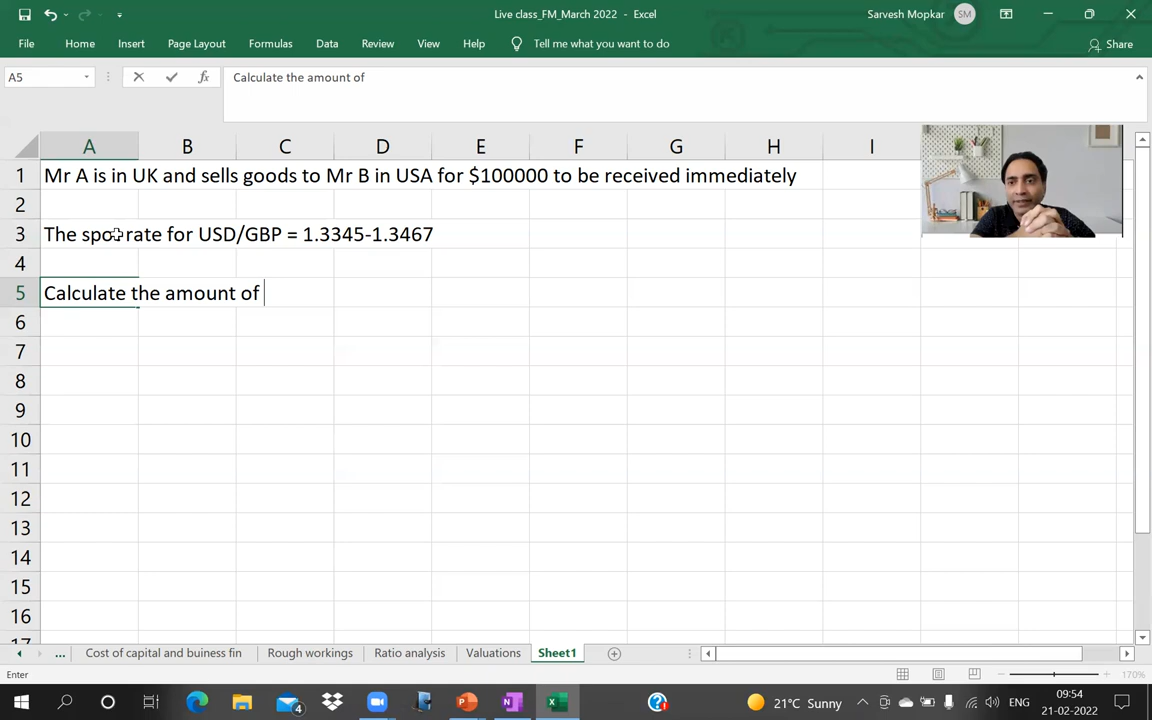 Live class_FM_March 2022 - Excel
Sarvesh Mopkar
SM
File Home Insert Page Layout Formulas Data Review View Help Tell me what you want to do
Share
A5
fx
Calculate the amount of
A B C D E F G H I
1 Mr A is in UK and sells goods to Mr B in USA for $100000 to be received immediately
2
3 The spot rate for USD/GBP = 1.3345-1.3467
4
5 Calculate the amount of
6
7
8
9
10
11
12
13
14
15
16
17
... Cost of capital and buiness fin Rough workings Ratio analysis Valuations Sheet1
Enter
170%
4
21°C Sunny
ENG
09:54
21-02-2022